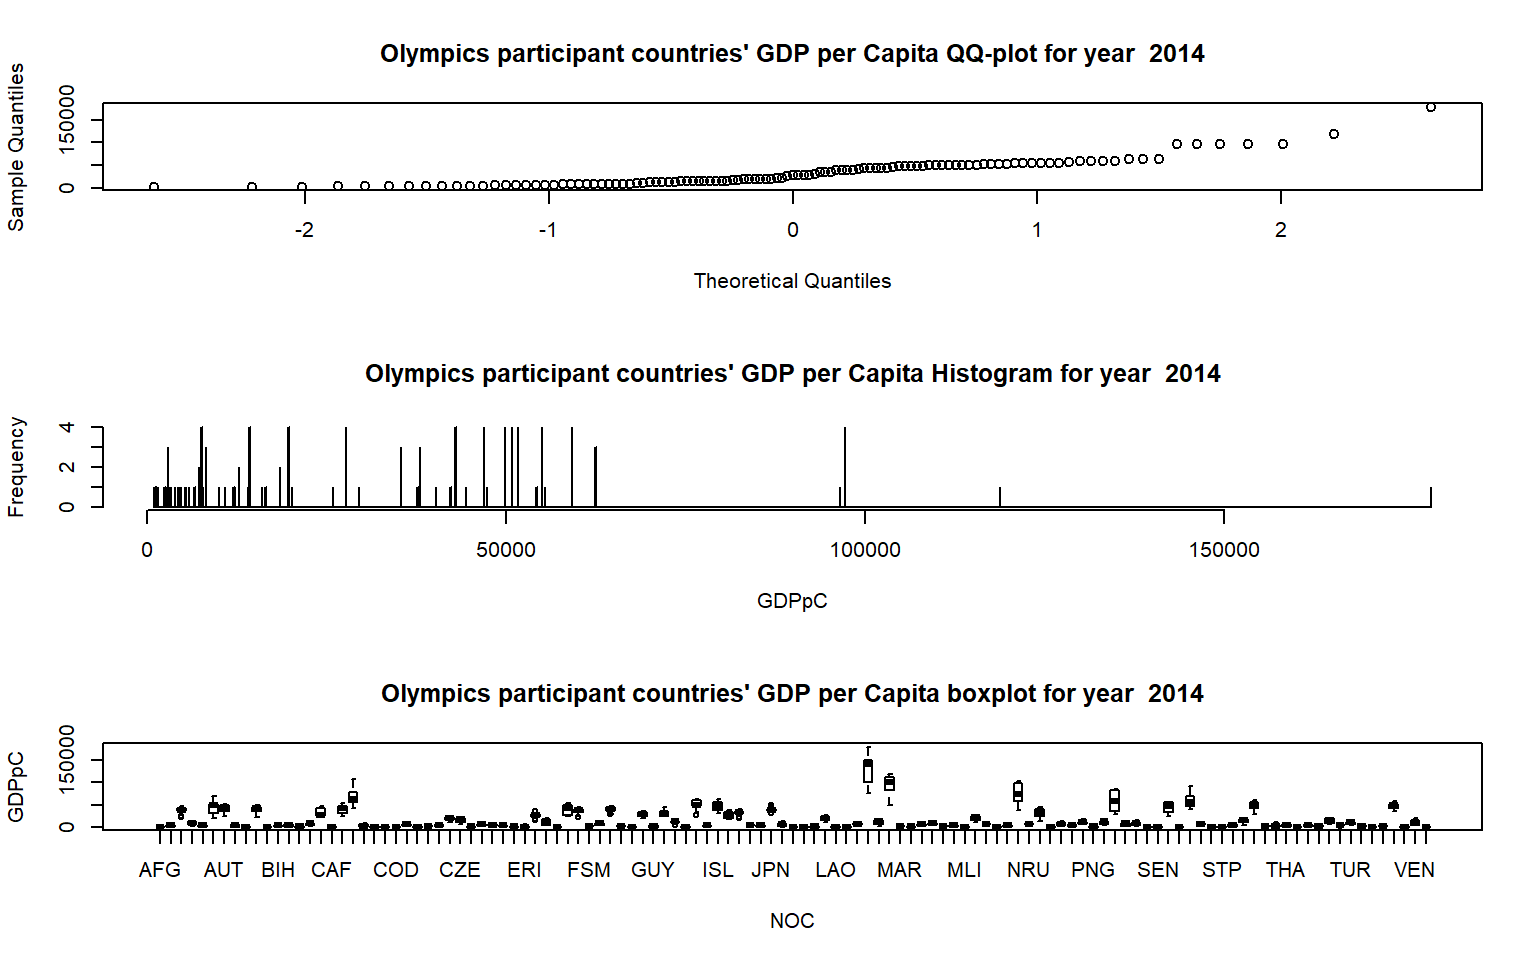 Olympics participant countries' GDP per Capita QQ-plot for year  2014
Sample Quantiles
150000
0
-2 -1 0 1 2
Theoretical Quantiles
Olympics participant countries' GDP per Capita Histogram for year  2014
Frequency
4
2
0
0 50000 100000 150000
GDPpC
Olympics participant countries' GDP per Capita boxplot for year  2014
GDPpC
150000
0
AFG AUT BIH CAF COD CZE ERI FSM GUY ISL JPN LAO MAR MLI NRU PNG SEN STP THA TUR VEN
NOC